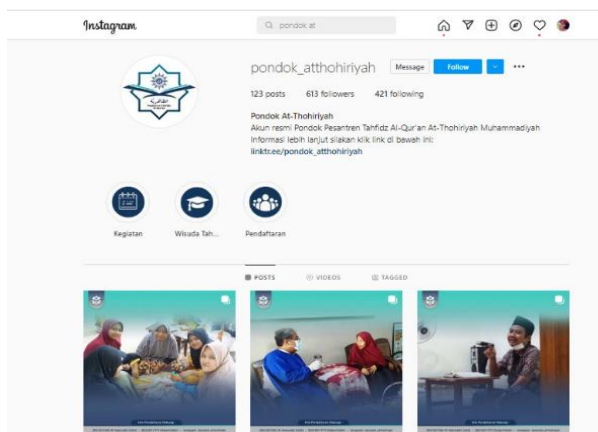 Instagram
pondok at
pondok_atthohiriyah Message Follow
123 posts 613 followers 421 following
Pondok At-Thohiriyah
Akun resmi Pondok Pesantren Tahfidz Al-Qur'an At-Thohiriyah Muhammadiyah
Informasi lebih lanjut silakan klik link di bawah ini:
linktr.ee/pondok_atthohiriyah
Kegiatan Wisuda Tah... Pendaftaran
POSTS VIDEOS TAGGED